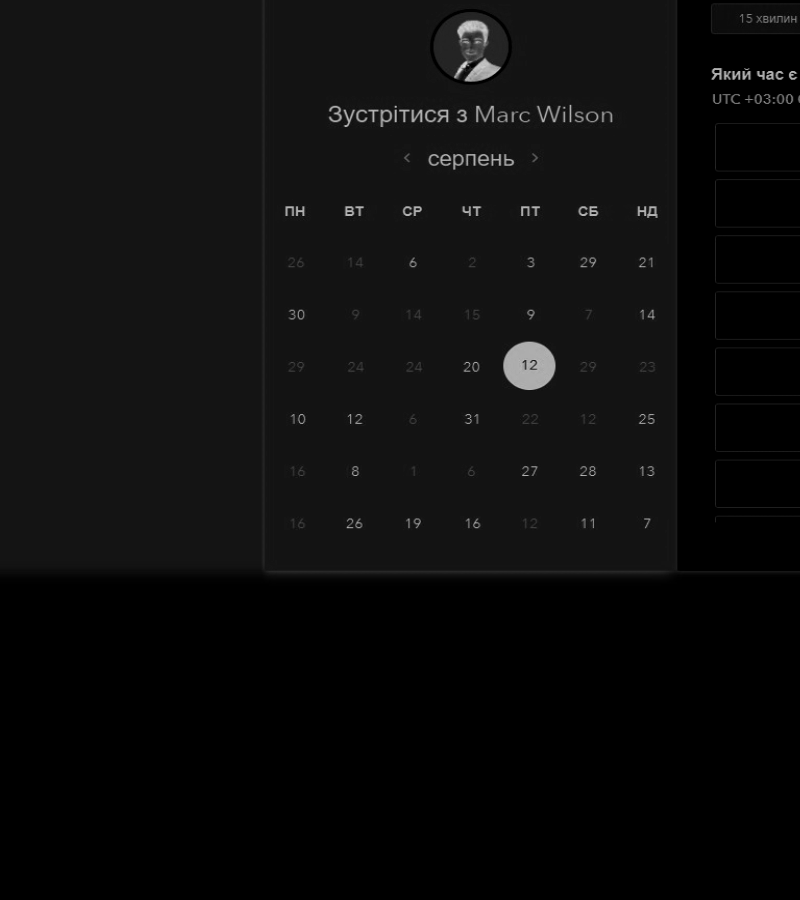 15 хвилин
Зустрітися з Marc Wilson
Який час є
UTC +03:00
серпень
ПН ВТ СР ЧТ ПТ СБ НД
26 14 6 2 3 29 21
30 9 14 15 9 7 14
29 24 24 20 12 29 23
10 12 6 31 22 12 25
16 8 1 6 27 28 13
16 26 19 16 12 11 7